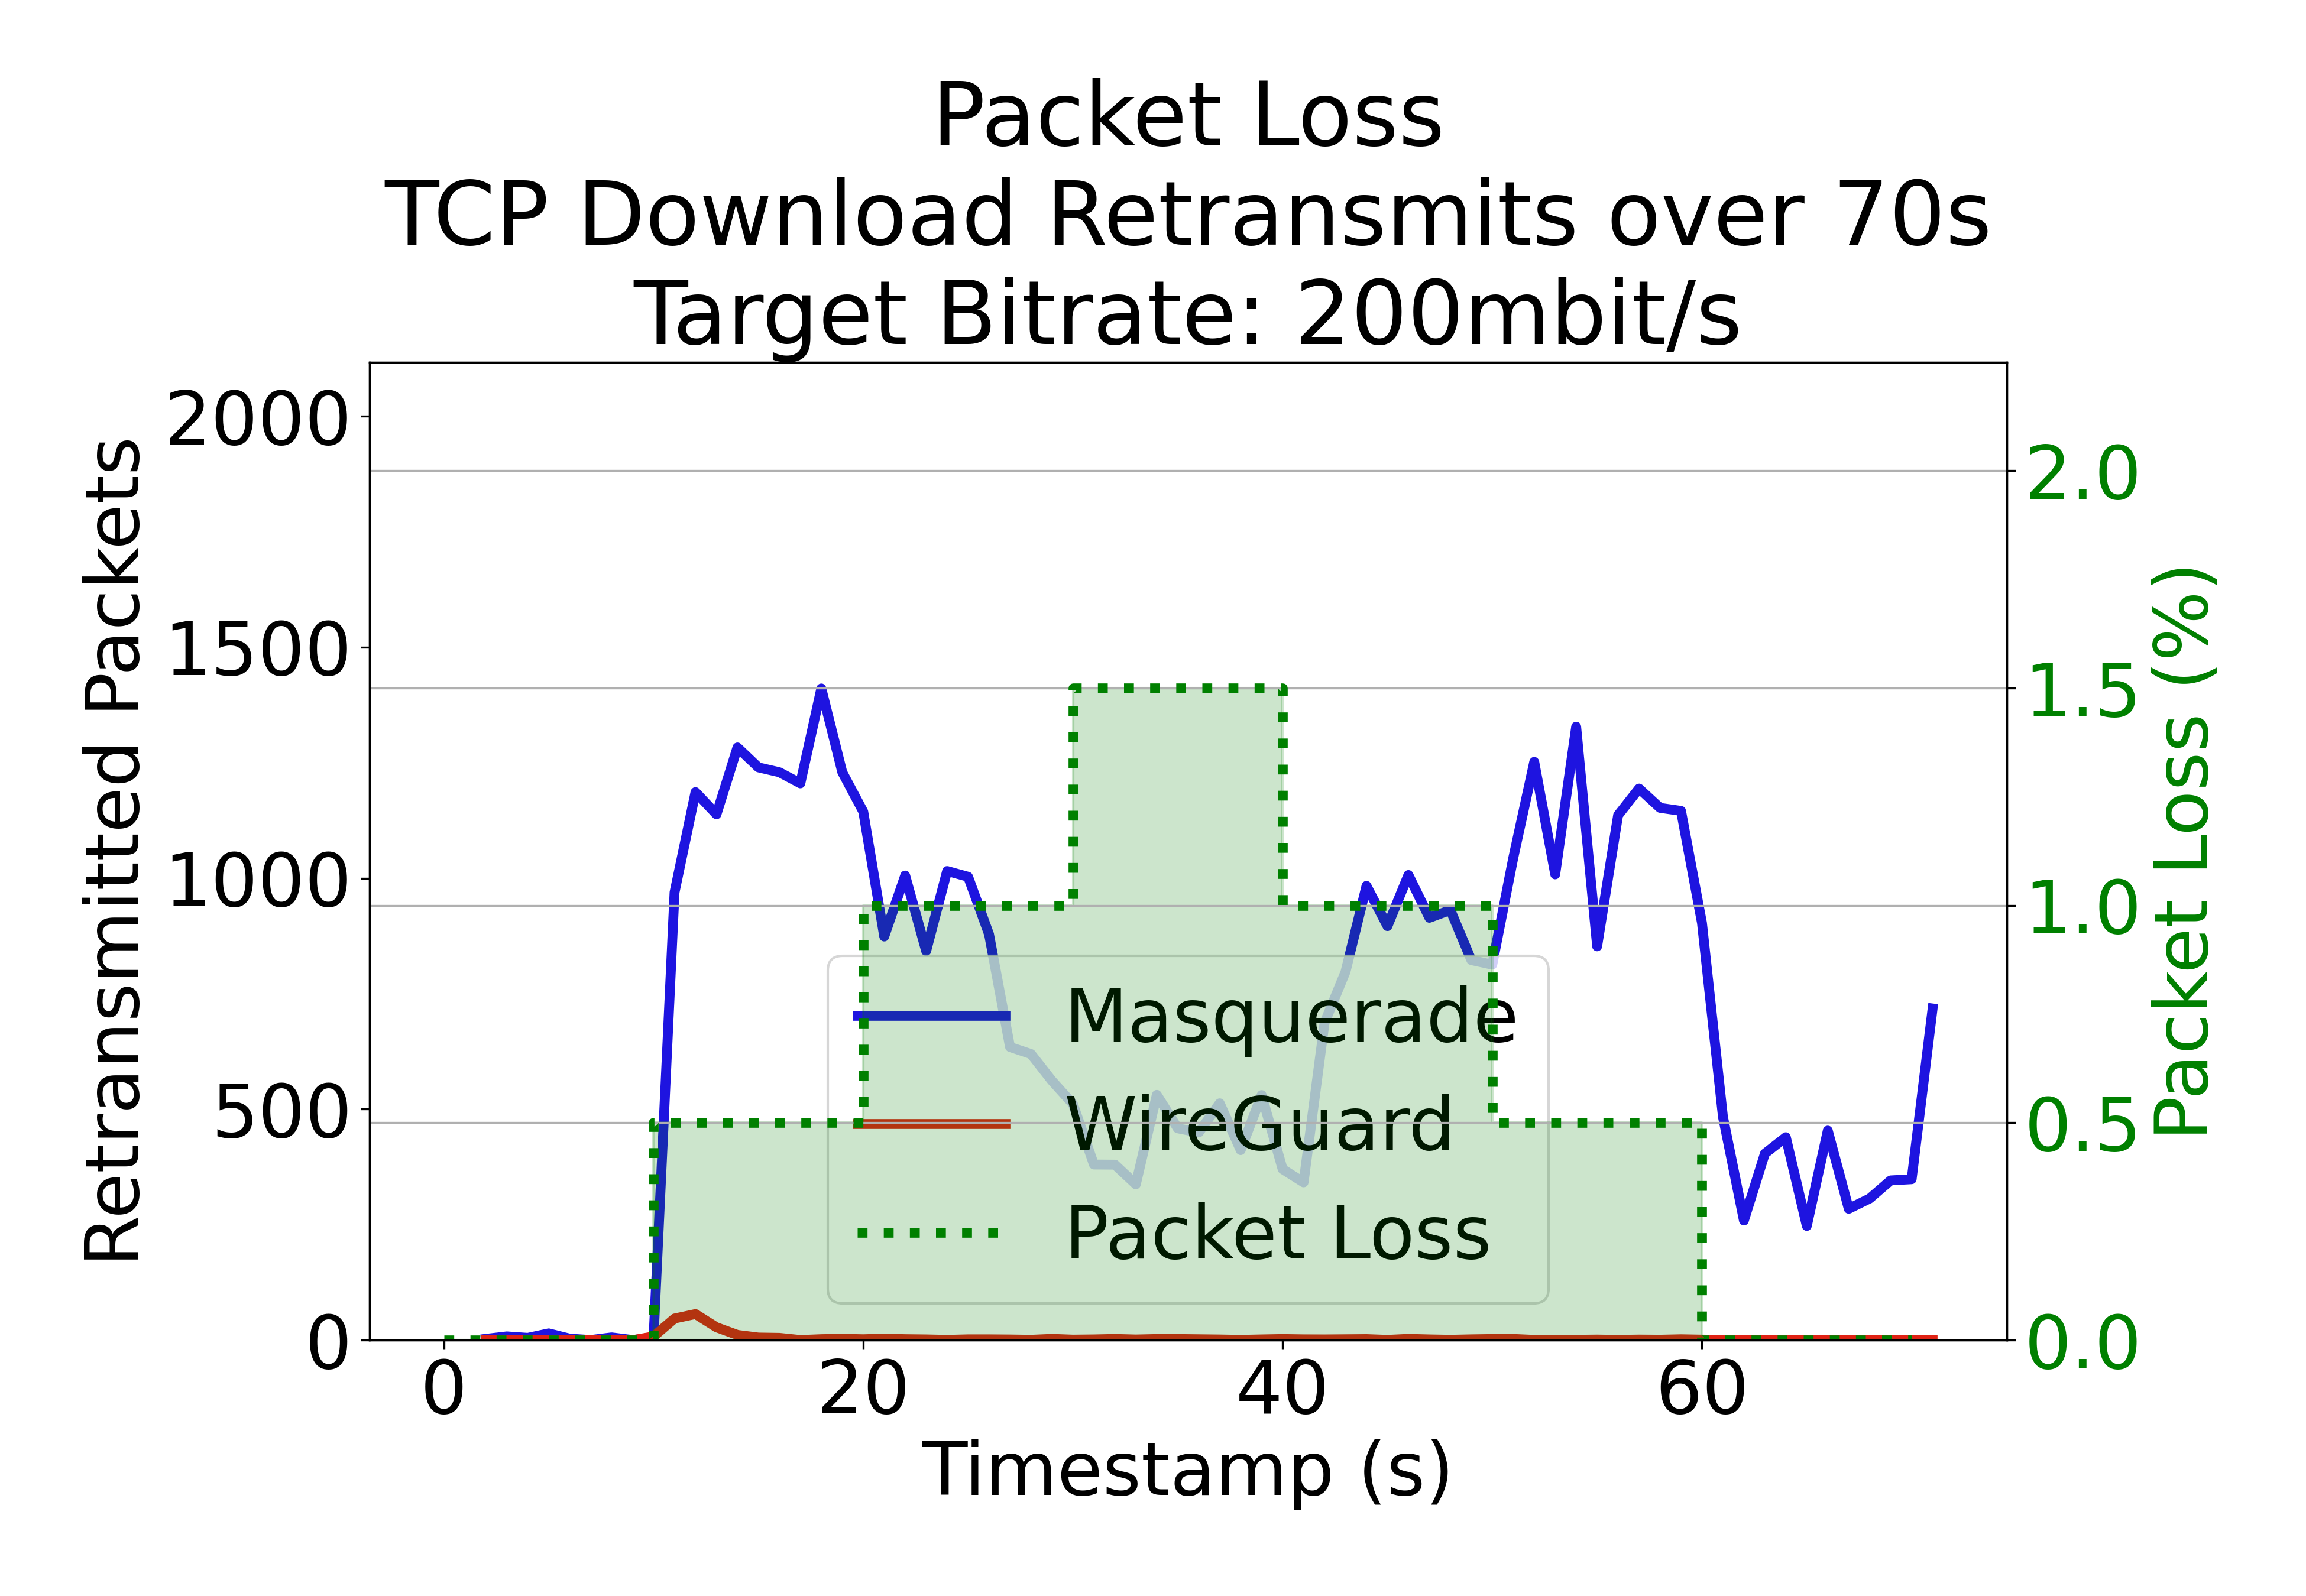 Packet Loss
TCP Download Retransmits over 70s
Target Bitrate: 200mbit/s
Retransmitted Packets
2000
1500
1000
500
0
2.0
1.5
1.0
0.5
0.0
Packet Loss (%)
Masquerade
WireGuard
Packet Loss
0 20 40 60
Timestamp (s)